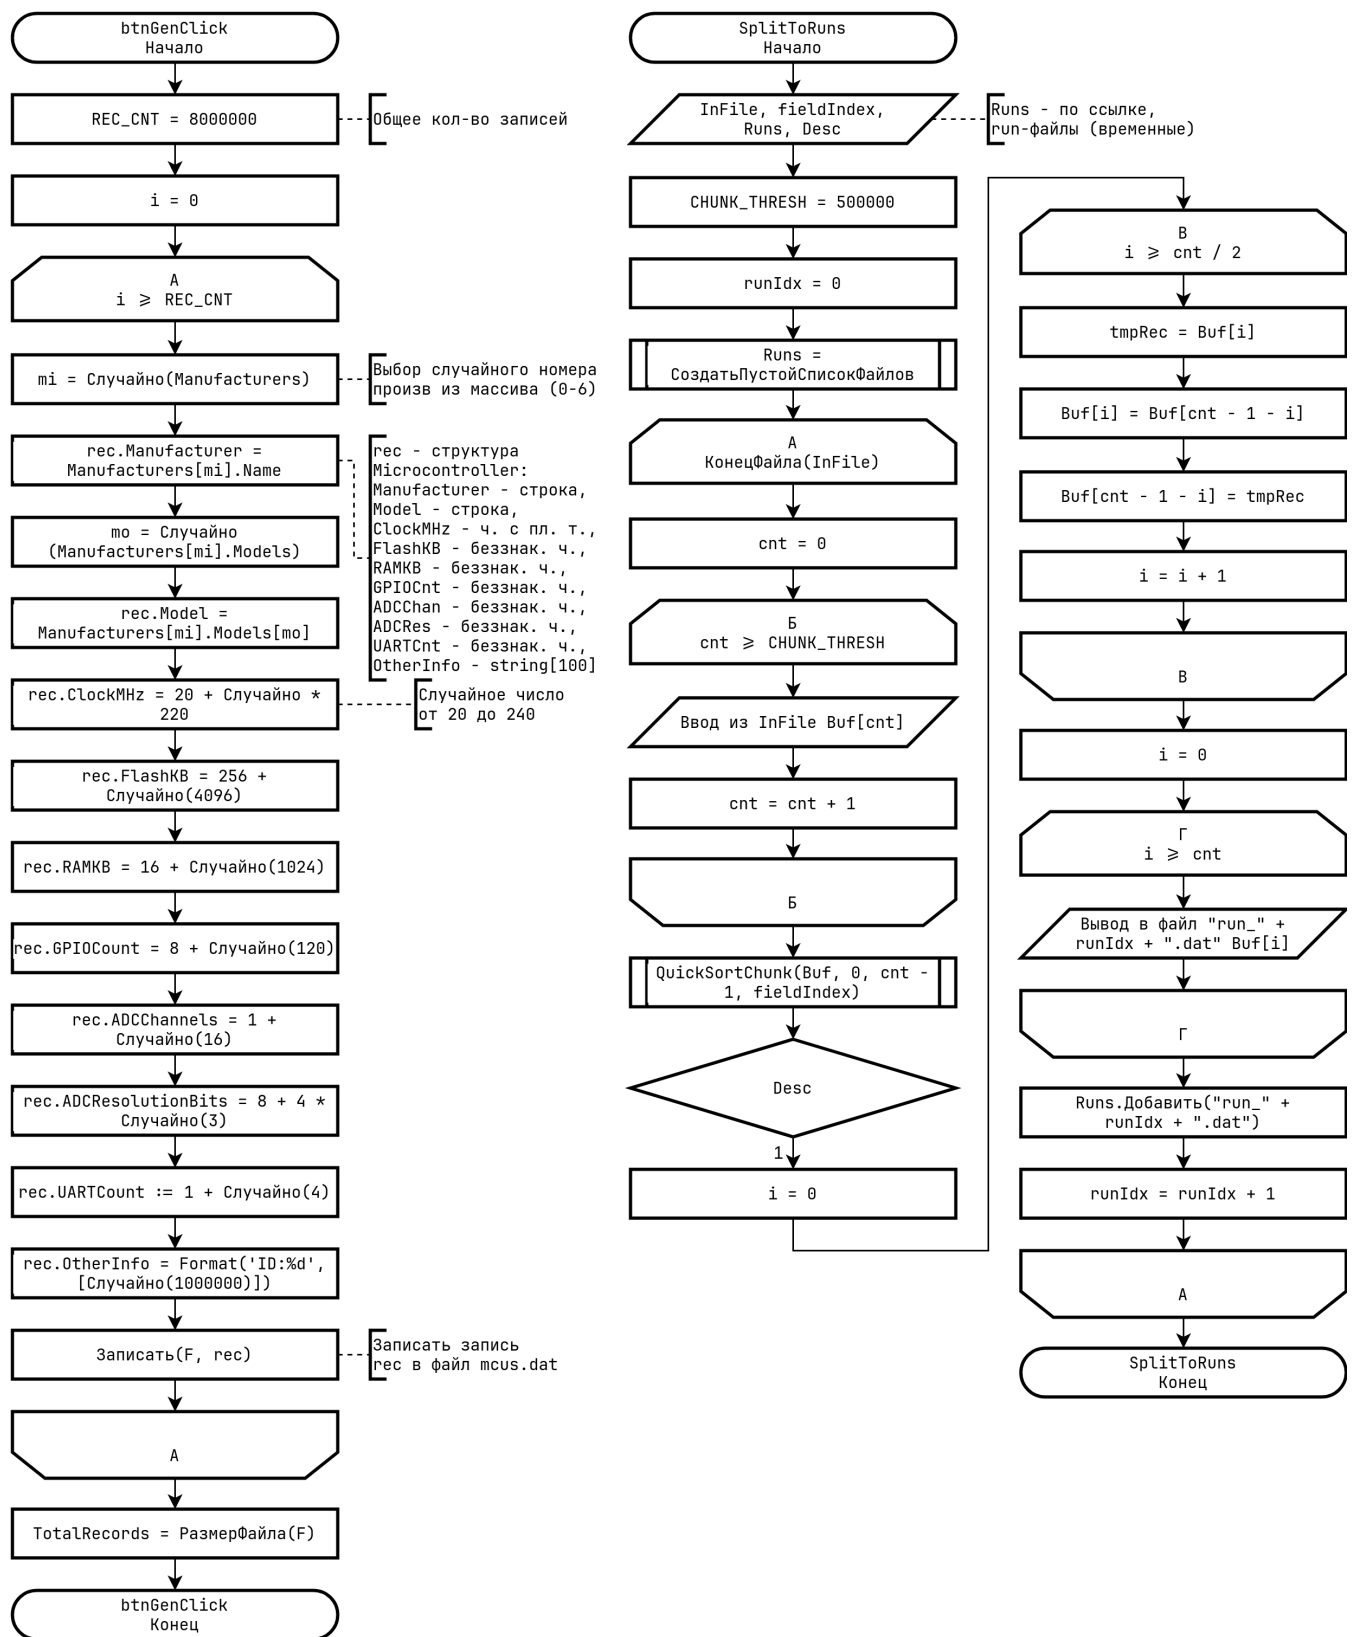 btnGenClick
Начало
REC_CNT = 8000000
Общее кол-во записей
i = 0
А
i ⩾ REC_CNT
mi = Случайно(Manufacturers)
Выбор случайного номера
произв из массива (0-6)
rec.Manufacturer =
Manufacturers[mi].Name
rec - структура
Microcontroller:
Manufacturer - строка,
Model - строка,
ClockMHz - ч. с пл. т.,
FlashKB - беззнак. ч.,
RAMKB - беззнак. ч.,
GPIOCnt - беззнак. ч.,
ADCChan - беззнак. ч.,
ADCRes - беззнак. ч.,
UARTCnt - беззнак. ч.,
OtherInfo - string[100]
mo = Случайно
(Manufacturers[mi].Models)
rec.Model =
Manufacturers[mi].Models[mo]
rec.ClockMHz = 20 + Случайно *
220
Случайное число
от 20 до 240
rec.FlashKB = 256 +
Случайно(4096)
rec.RAMKB = 16 + Случайно(1024)
rec.GPIOCount = 8 + Случайно(120)
rec.ADCChannels = 1 +
Случайно(16)
rec.ADCResolutionBits = 8 + 4 *
Случайно(3)
rec.UARTCount := 1 + Случайно(4)
rec.OtherInfo = Format('ID:%d',
[Случайно(1000000)])
Записать(F, rec)
Записать запись
rec в файл mcus.dat
А
TotalRecords = РазмерФайла(F)
btnGenClick
Конец
SplitToRuns
Начало
InFile, fieldIndex,
Runs, Desc
Runs - по ссылке,
run-файлы (временные)
CHUNK_THRESH = 500000
runIdx = 0
Runs =
СоздатьПустойСписокФайлов
А
КонецФайла(InFile)
cnt = 0
Б
cnt ⩾ CHUNK_THRESH
Ввод из InFile Buf[cnt]
cnt = cnt + 1
Б
QuickSortChunk(Buf, 0, cnt -
1, fieldIndex)
Desc
1
i = 0
В
i ⩾ cnt / 2
tmpRec = Buf[i]
Buf[i] = Buf[cnt - 1 - i]
Buf[cnt - 1 - i] = tmpRec
i = i + 1
В
i = 0
Г
i ⩾ cnt
Вывод в файл "run_" +
runIdx + ".dat" Buf[i]
Г
Runs.Добавить("run_" +
runIdx + ".dat")
runIdx = runIdx + 1
А
SplitToRuns
Конец